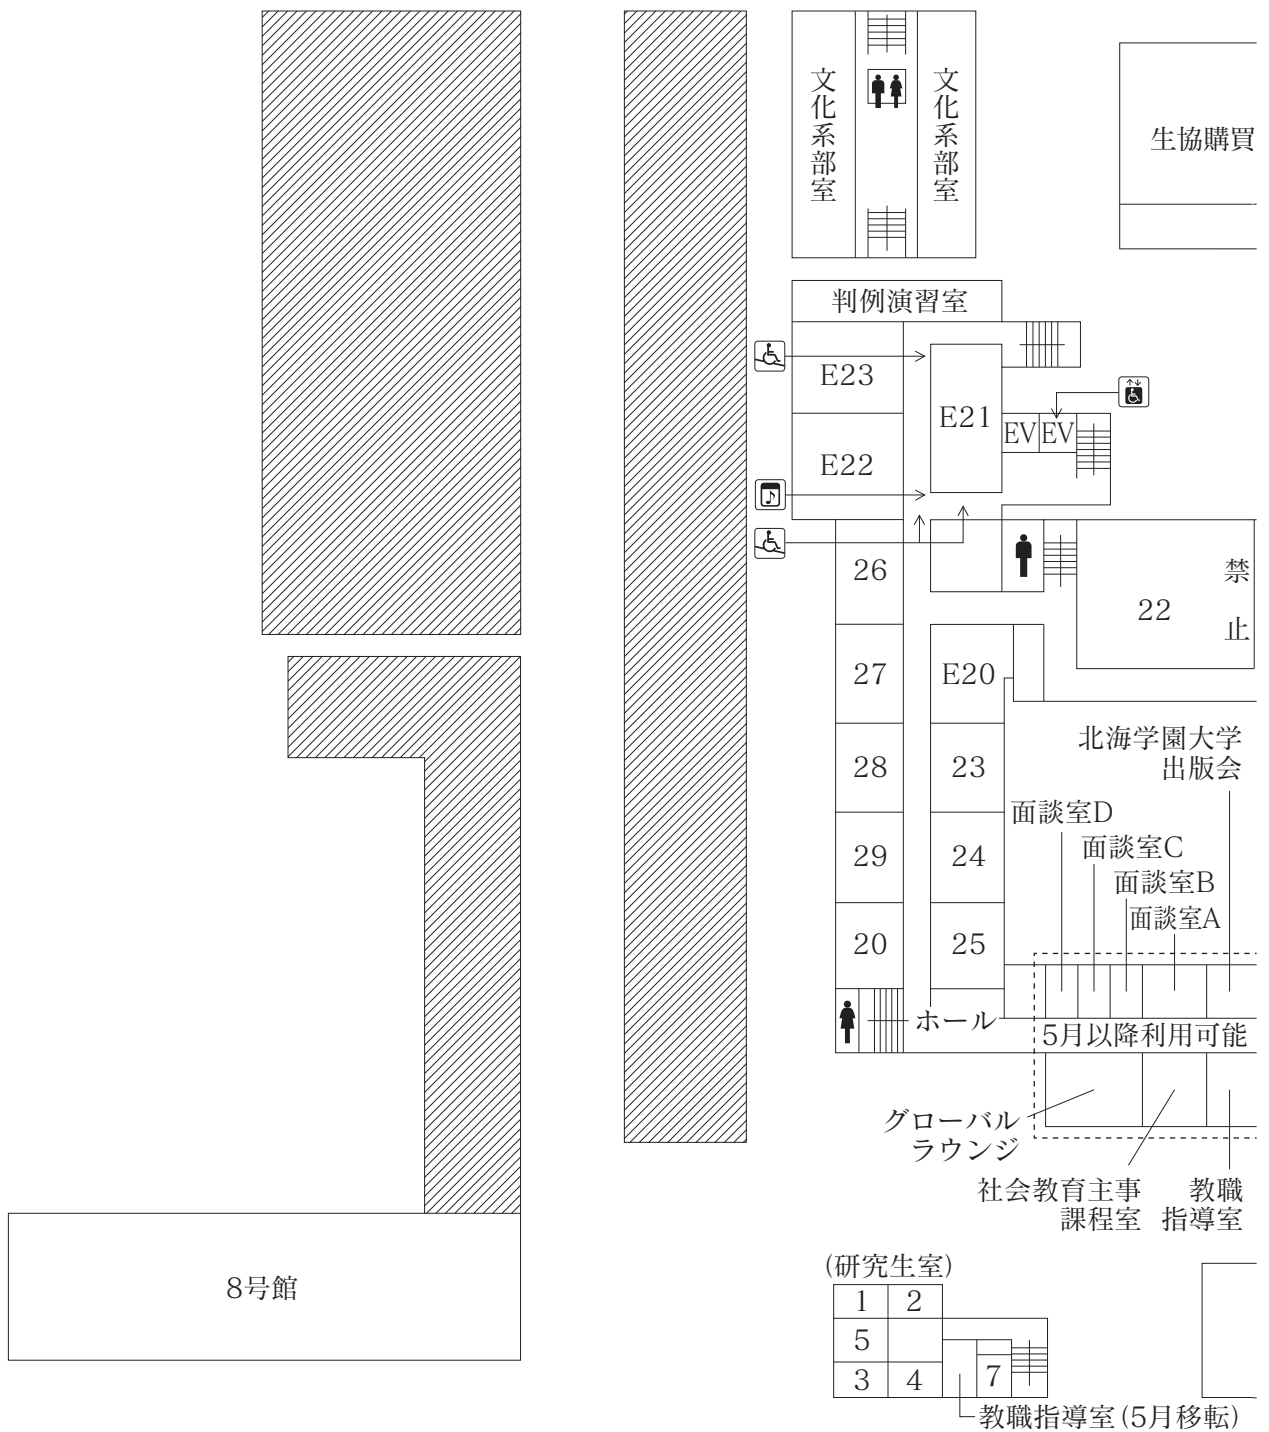 文化系部室
文化系部室
生協購買
判例演習室
E23
E21
EV
EV
E22
26
禁止
22
27
E20
北海学園大学
出版会
28
23
面談室D
面談室C
29
24
面談室B
面談室A
20
25
ホール
5月以降利用可能
グローバル
ラウンジ
社会教育主事
課程室
教職
指導室
8号館
(研究生室)
1
2
5
3
4
7
教職指導室(5月移転)